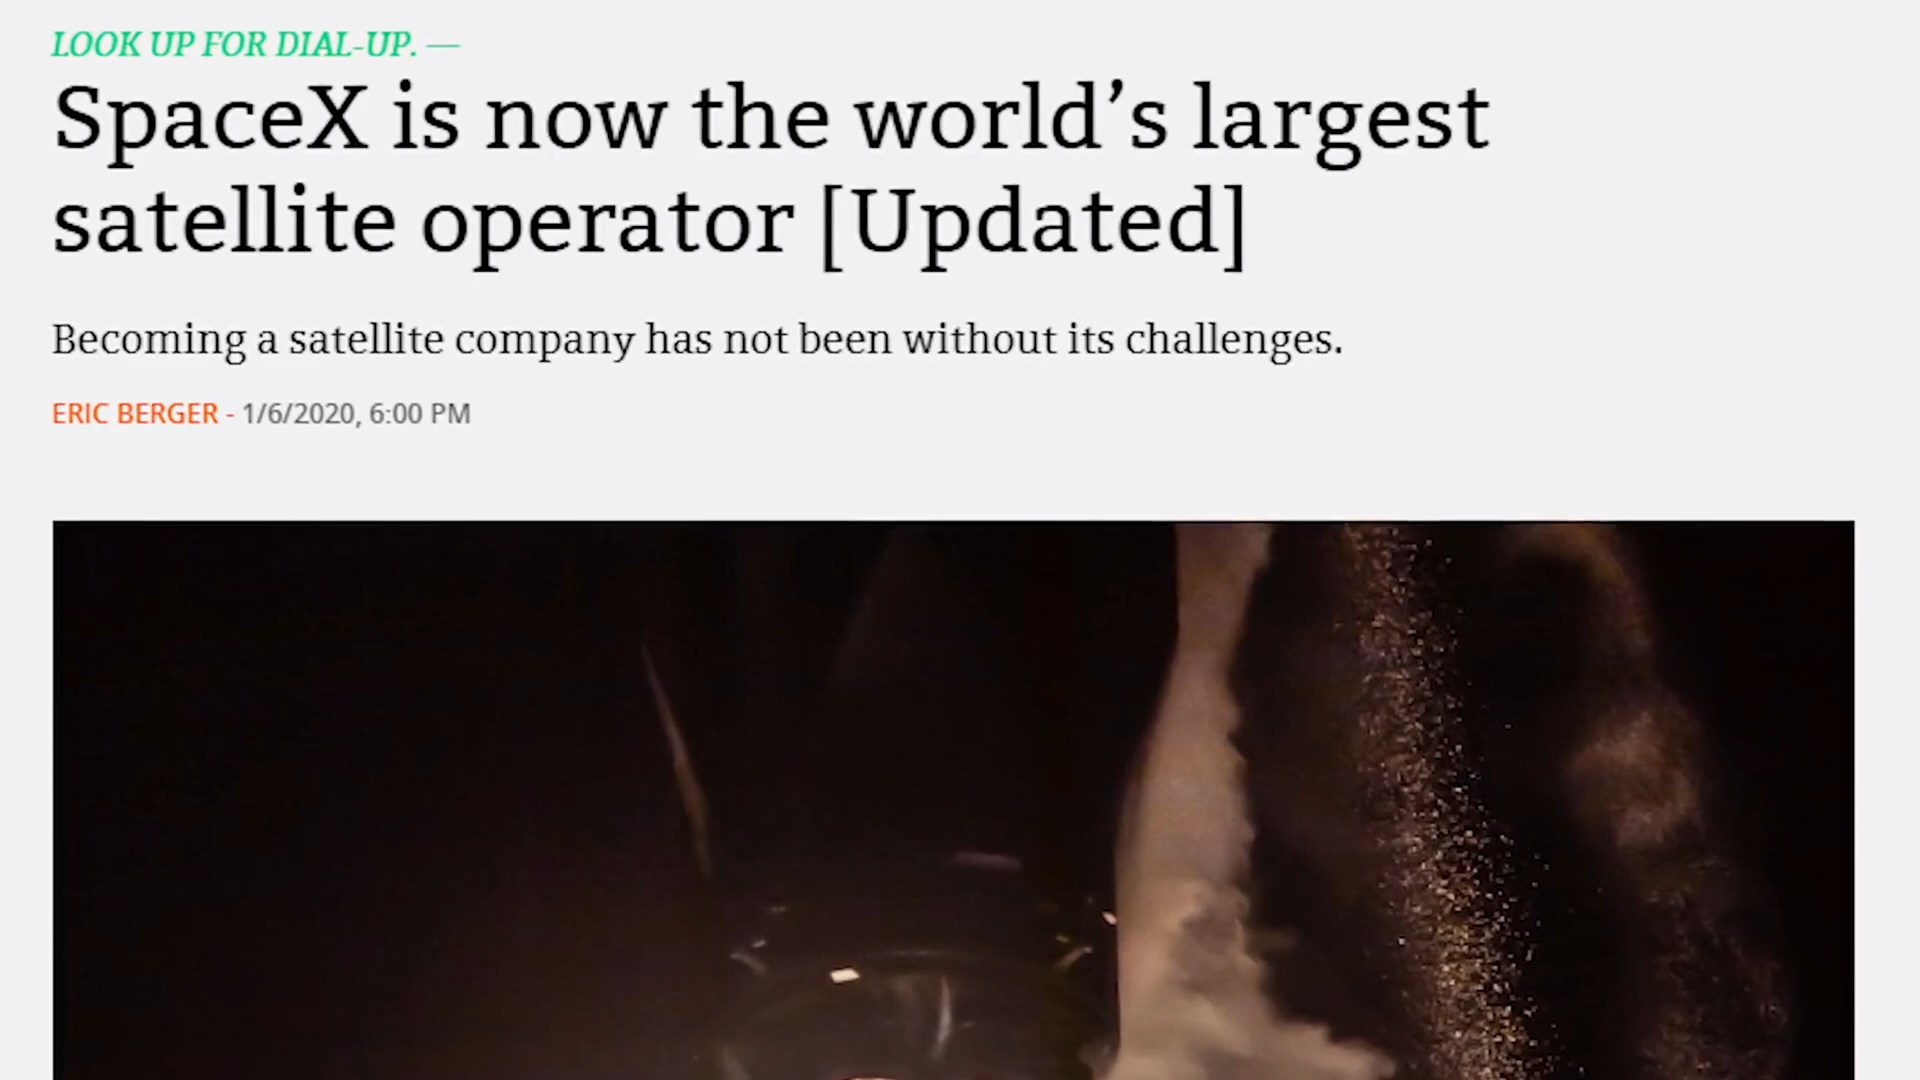 LOOK UP FOR DIAL-UP. —
SpaceX is now the world’s largest
satellite operator [Updated]
Becoming a satellite company has not been without its challenges.
ERIC BERGER - 1/6/2020, 6:00 PM